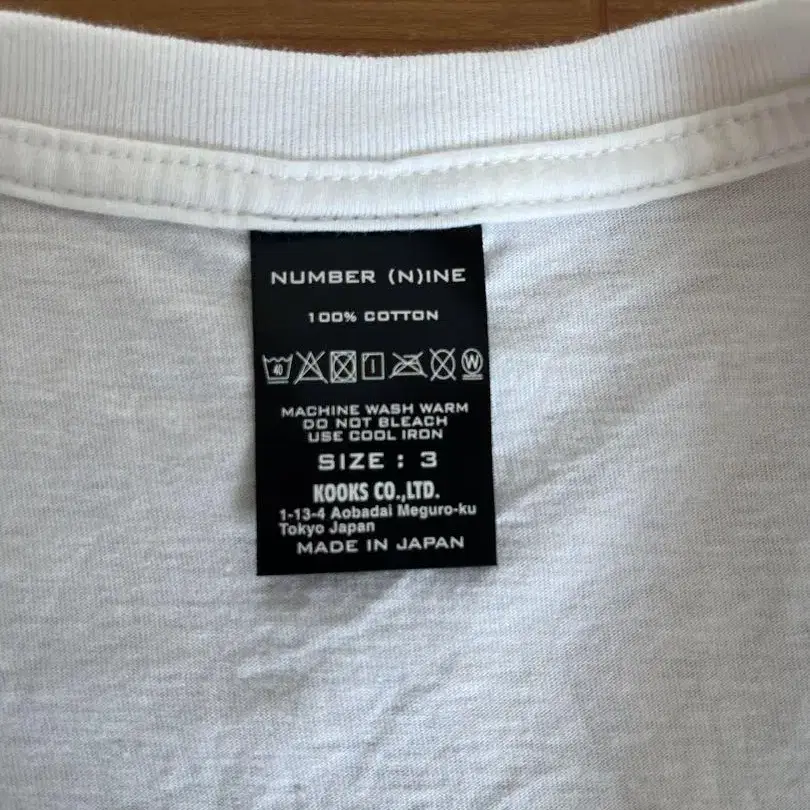 NUMBER (N)INE
100% COTTON
40 W
MACHINE WASH WARM
DO NOT BLEACH
USE COOL IRON
SIZE : 3
KOOKS CO.,LTD.
1-13-4 Aobadai Meguro-ku
Tokyo Japan
MADE IN JAPAN